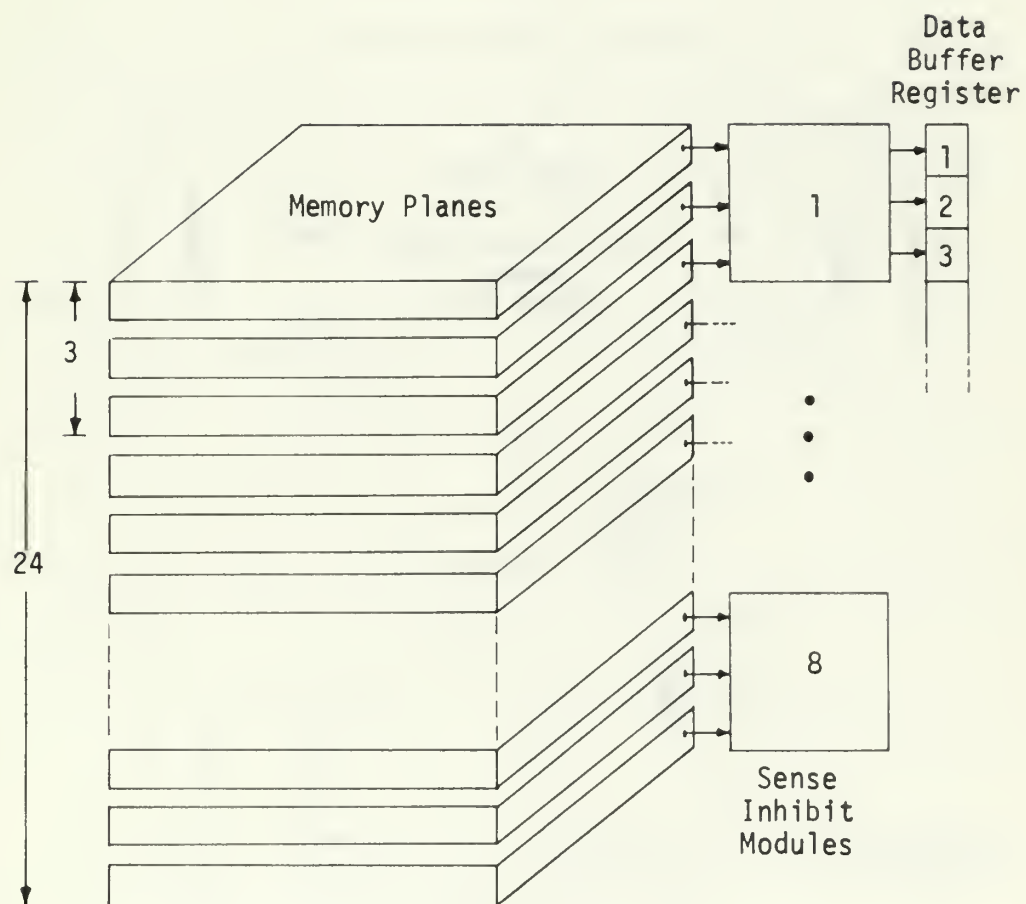 Data
Buffer
Register
Memory Planes
1
1
2
3
3
24
8
Sense
Inhibit
Modules